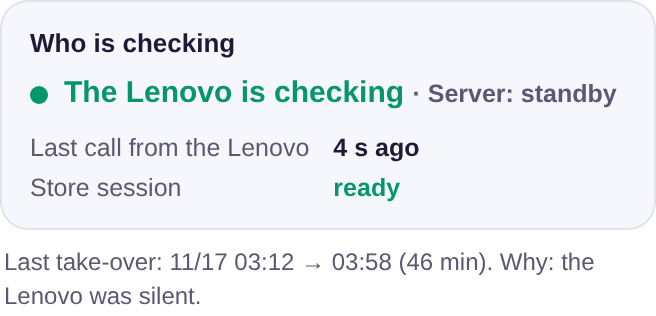 Who is checking
The Lenovo is checking · Server: standby
Last call from the Lenovo 4 s ago
Store session ready
Last take-over: 11/17 03:12 → 03:58 (46 min). Why: the
Lenovo was silent.